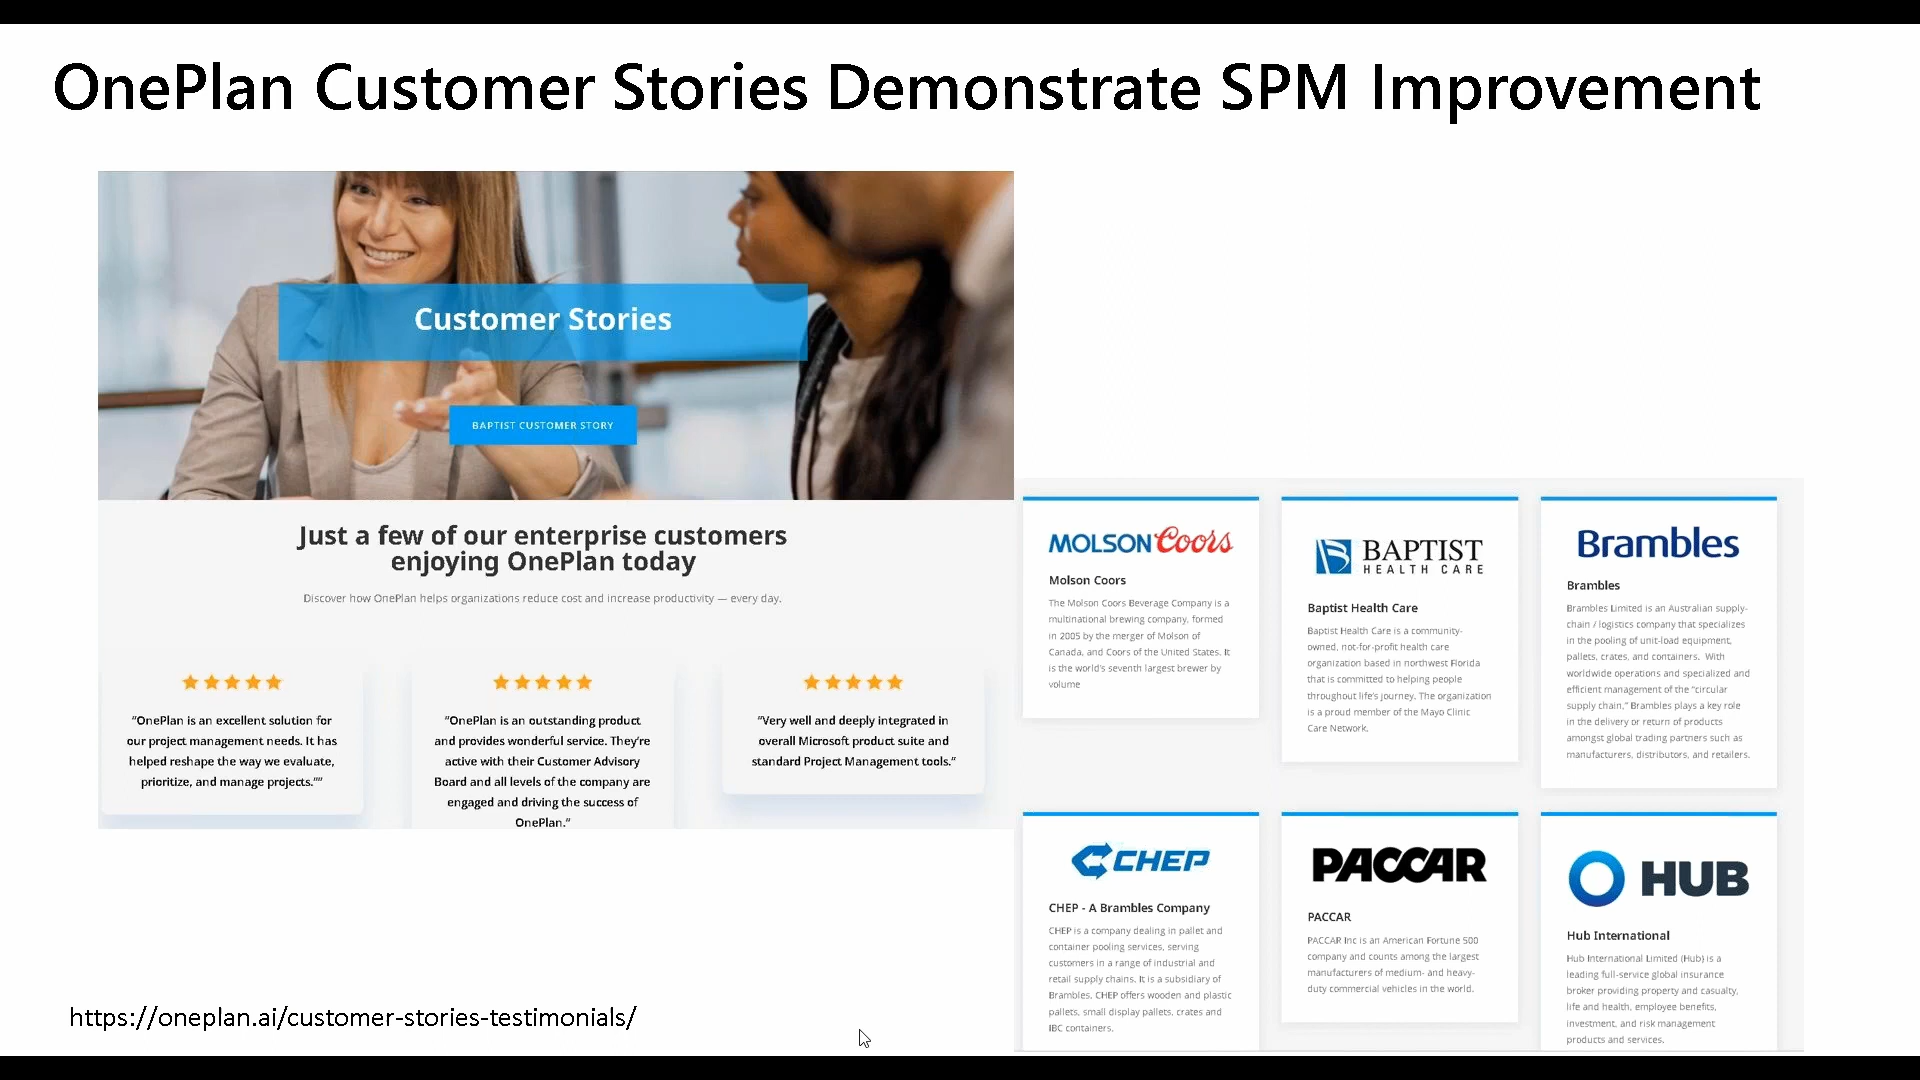 OnePlan Customer Stories Demonstrate SPM Improvement
Customer Stories
BAPTIST CUSTOMER STORY
Just a few of our enterprise customers
enjoying OnePlan today
Discover how OnePlan helps organizations reduce cost and increase productivity — every day.
“OnePlan is an excellent solution for
our project management needs. It has
helped reshape the way we evaluate,
prioritize, and manage projects.””
“OnePlan is an outstanding product
and provides wonderful service. They’re
active with their Customer Advisory
Board and all levels of the company are
engaged and driving the success of
OnePlan.”
“Very well and deeply integrated in
overall Microsoft product suite and
standard Project Management tools.”
MOLSON Coors
Molson Coors
The Molson Coors Beverage Company is a
multinational brewing company, formed
in 2005 by the merger of Molson of
Canada, and Coors of the United States. It
is the world’s seventh largest brewer by
volume
BAPTIST
HEALTH CARE
Baptist Health Care
Baptist Health Care is a community-
owned, not-for-profit health care
organization based in northwest Florida
that is committed to helping people
throughout life’s journey. The organization
is a proud member of the Mayo Clinic
Care Network.
Brambles
Brambles
Brambles Limited is an Australian supply-
chain / logistics company that specializes
in the pooling of unit-load equipment,
pallets, crates, and containers. With
worldwide operations and specialized and
efficient management of the “circular
supply chain,” Brambles plays a key role
in the delivery or return of products
amongst global trading partners such as
manufacturers, distributors, and retailers.
CHEP
CHEP - A Brambles Company
CHEP is a company dealing in pallet and
container pooling services, serving
customers in a range of industrial and
retail supply chains. It is a subsidiary of
Brambles. CHEP offers wooden and plastic
pallets, small display pallets, crates and
IBC containers.
PACCAR
PACCAR
PACCAR Inc is an American Fortune 500
company and counts among the largest
manufacturers of medium- and heavy-
duty commercial vehicles in the world.
HUB
Hub International
Hub International Limited (Hub) is a
leading full-service global insurance
broker providing property and casualty,
life and health, employee benefits,
investment, and risk management
products and services.
https://oneplan.ai/customer-stories-testimonials/